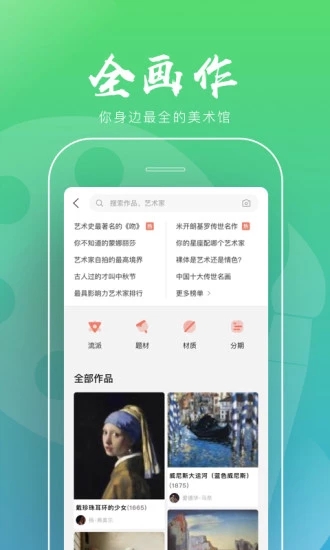 全画作
你身边最全的美术馆
搜索作品，艺术家
艺术史最著名的《吻》 热
米开朗基罗传世名作 热
你不知道的蒙娜丽莎
你的星座配哪个艺术家
艺术家自拍的最高境界
裸体是艺术还是情色?
古人过的才叫中秋节
中国十大传世名画
最具影响力艺术家排行
更多榜单 >
流派
题材
材质
分期
全部作品
戴珍珠耳环的少女(1665)
威尼斯大运河（蓝色威尼斯）
(1875)